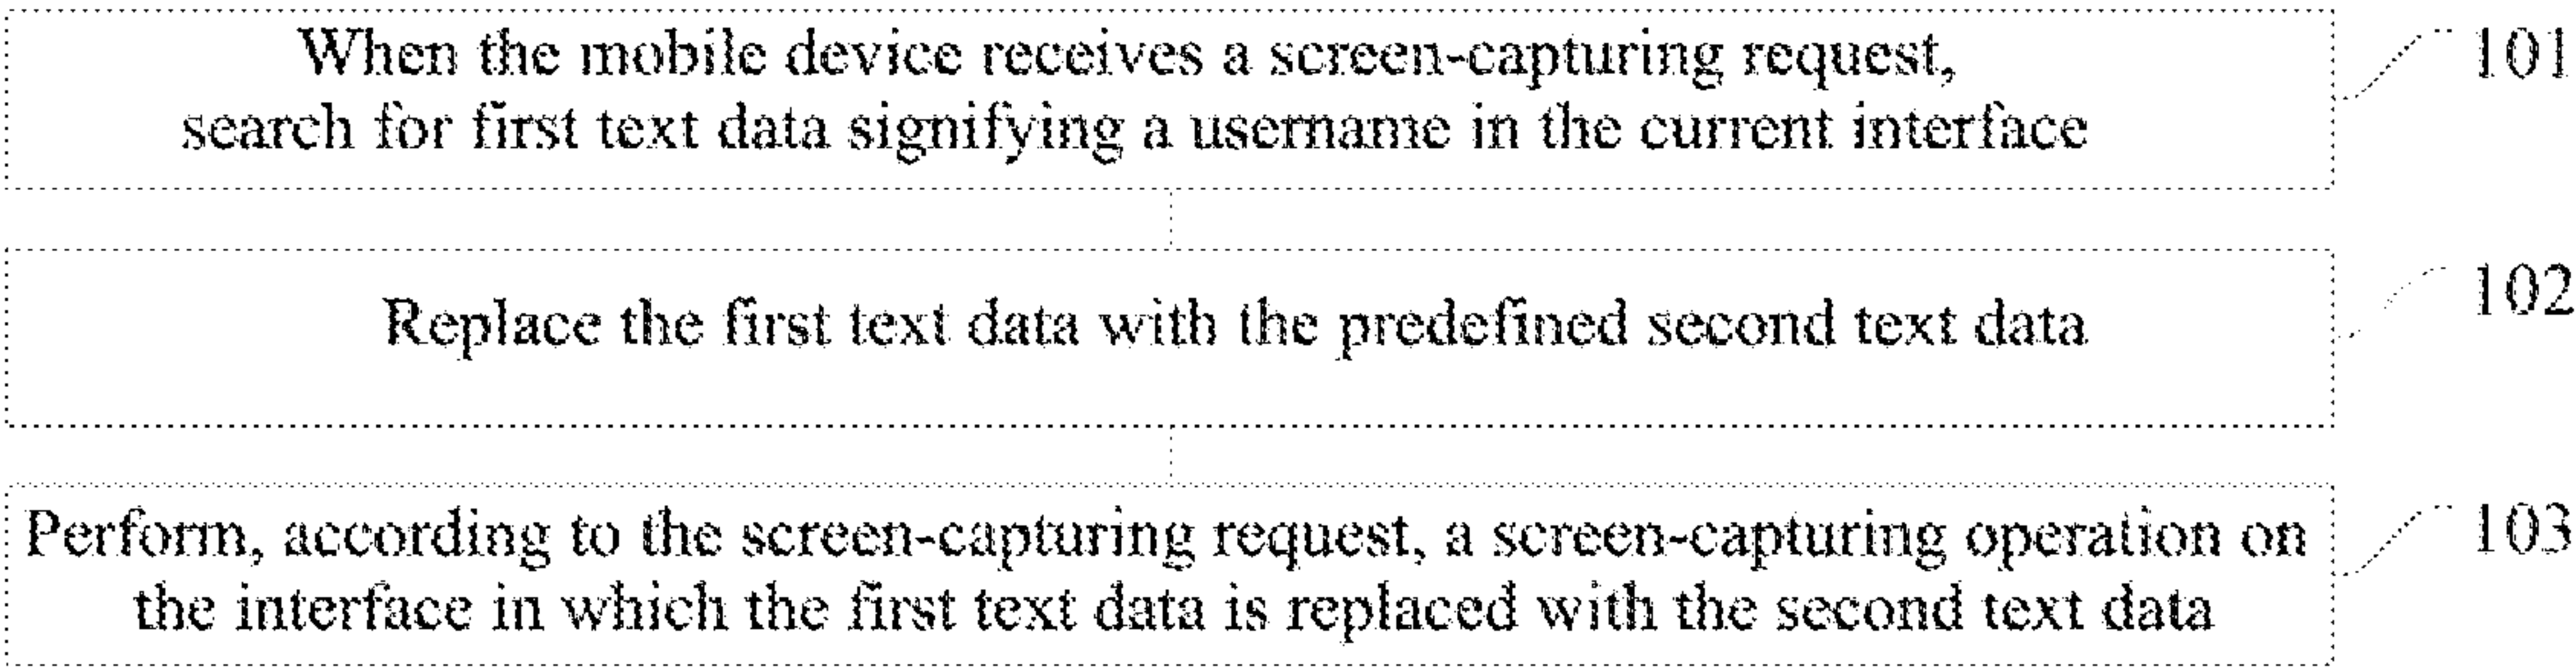 When the mobile device receives a screen-capturing request,
search for first text data signifying a username in the current interface
101
Replace the first text data with the predefined second text data
102
Perform, according to the screen-capturing request, a screen-capturing operation on
the interface in which the first text data is replaced with the second text data
103